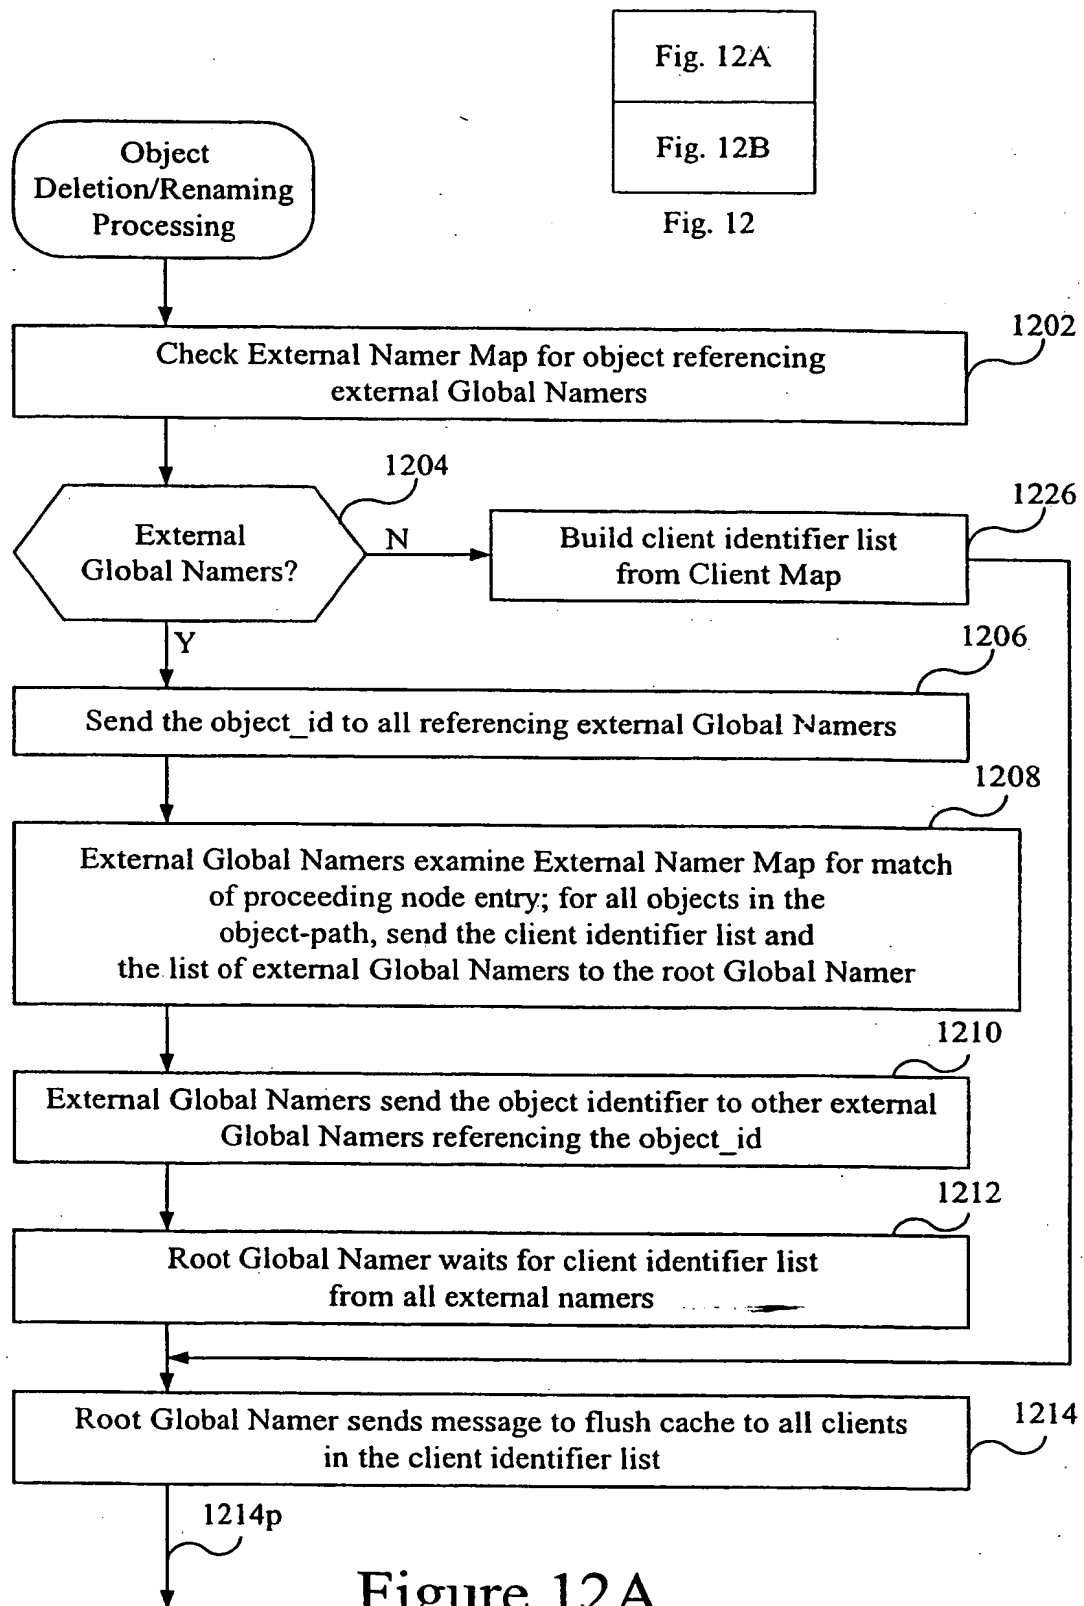 Fig. 12A
Fig. 12B
Fig. 12
Object
Deletion/Renaming
Processing
1202
Check External Namer Map for object referencing
external Global Namers
1204
External
Global Namers?
N
1226
Build client identifier list
from Client Map
Y
1206
Send the object_id to all referencing external Global Namers
1208
External Global Namers examine External Namer Map for match
of proceeding node entry; for all objects in the
object-path, send the client identifier list and
the list of external Global Namers to the root Global Namer
1210
External Global Namers send the object identifier to other external
Global Namers referencing the object_id
1212
Root Global Namer waits for client identifier list
from all external namers
1214
Root Global Namer sends message to flush cache to all clients
in the client identifier list
1214p
Figure 12A